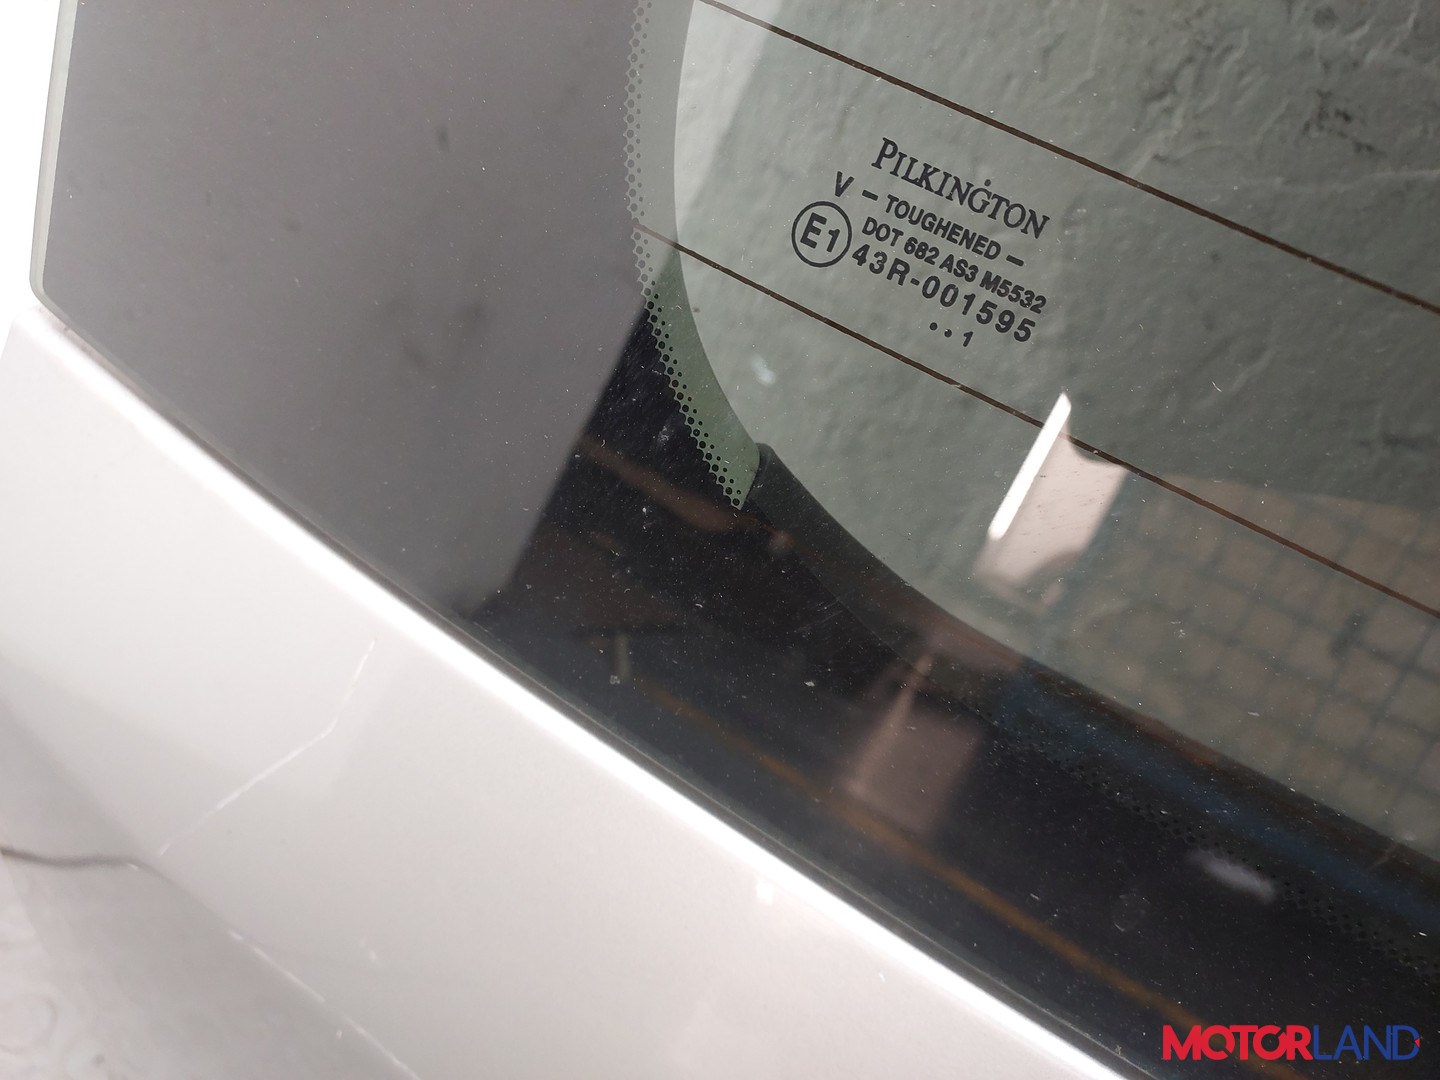 PILKINGTON
V - TOUGHENED -
DOT 682 AS3 M5532
E1 43R-001595
• • 1
MOTORLAND